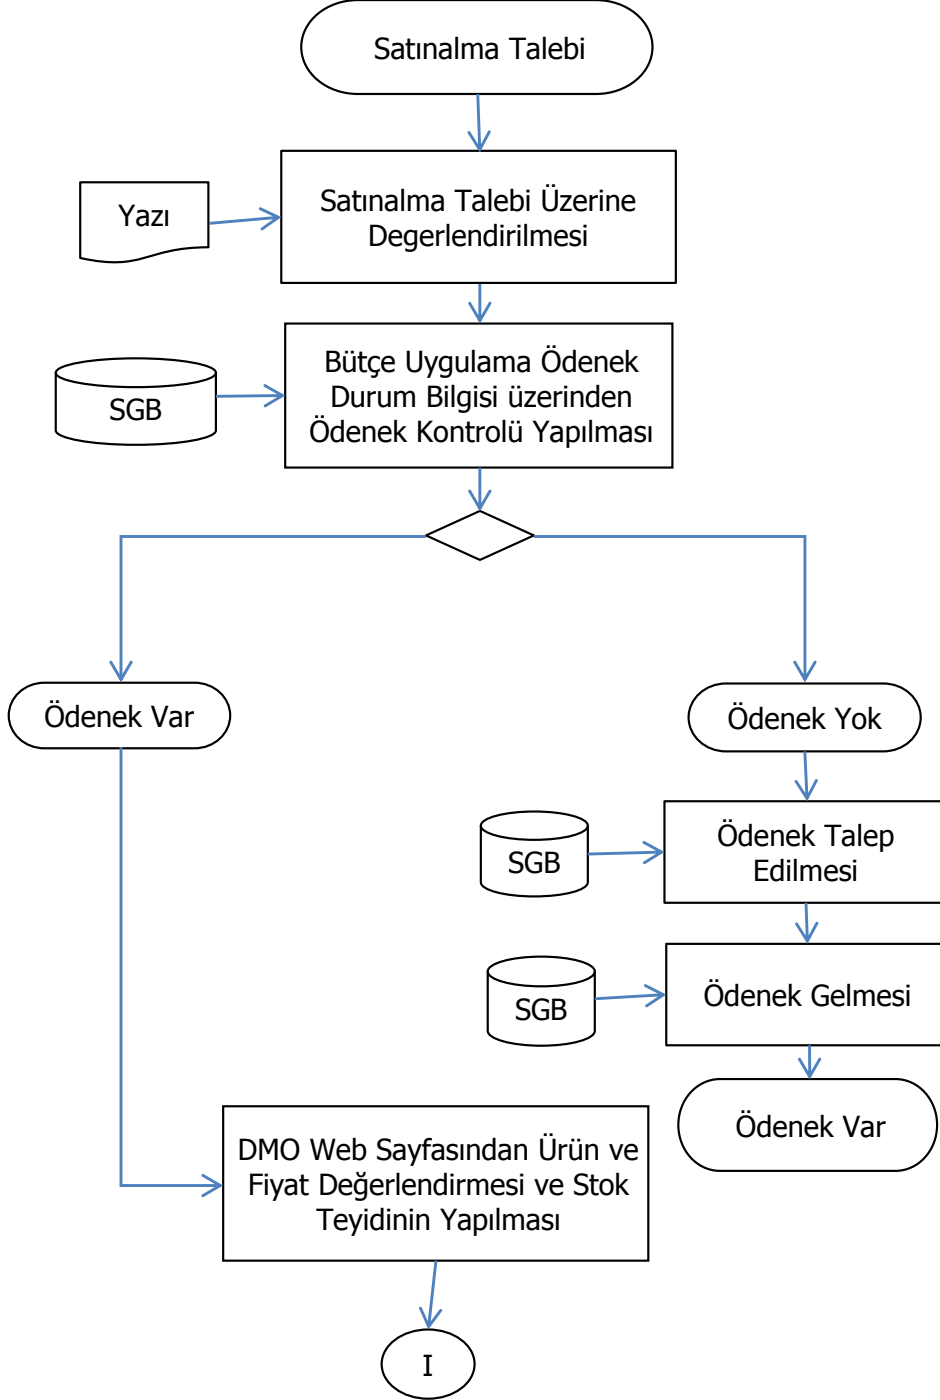 Satınalma Talebi
Yazı
Satınalma Talebi Üzerine
Degerlendirilmesi
SGB
Bütçe Uygulama Ödenek
Durum Bilgisi üzerinden
Ödenek Kontrolü Yapılması
Ödenek Var
Ödenek Yok
SGB
Ödenek Talep
Edilmesi
SGB
Ödenek Gelmesi
Ödenek Var
DMO Web Sayfasından Ürün ve
Fiyat Değerlendirmesi ve Stok
Teyidinin Yapılması
I